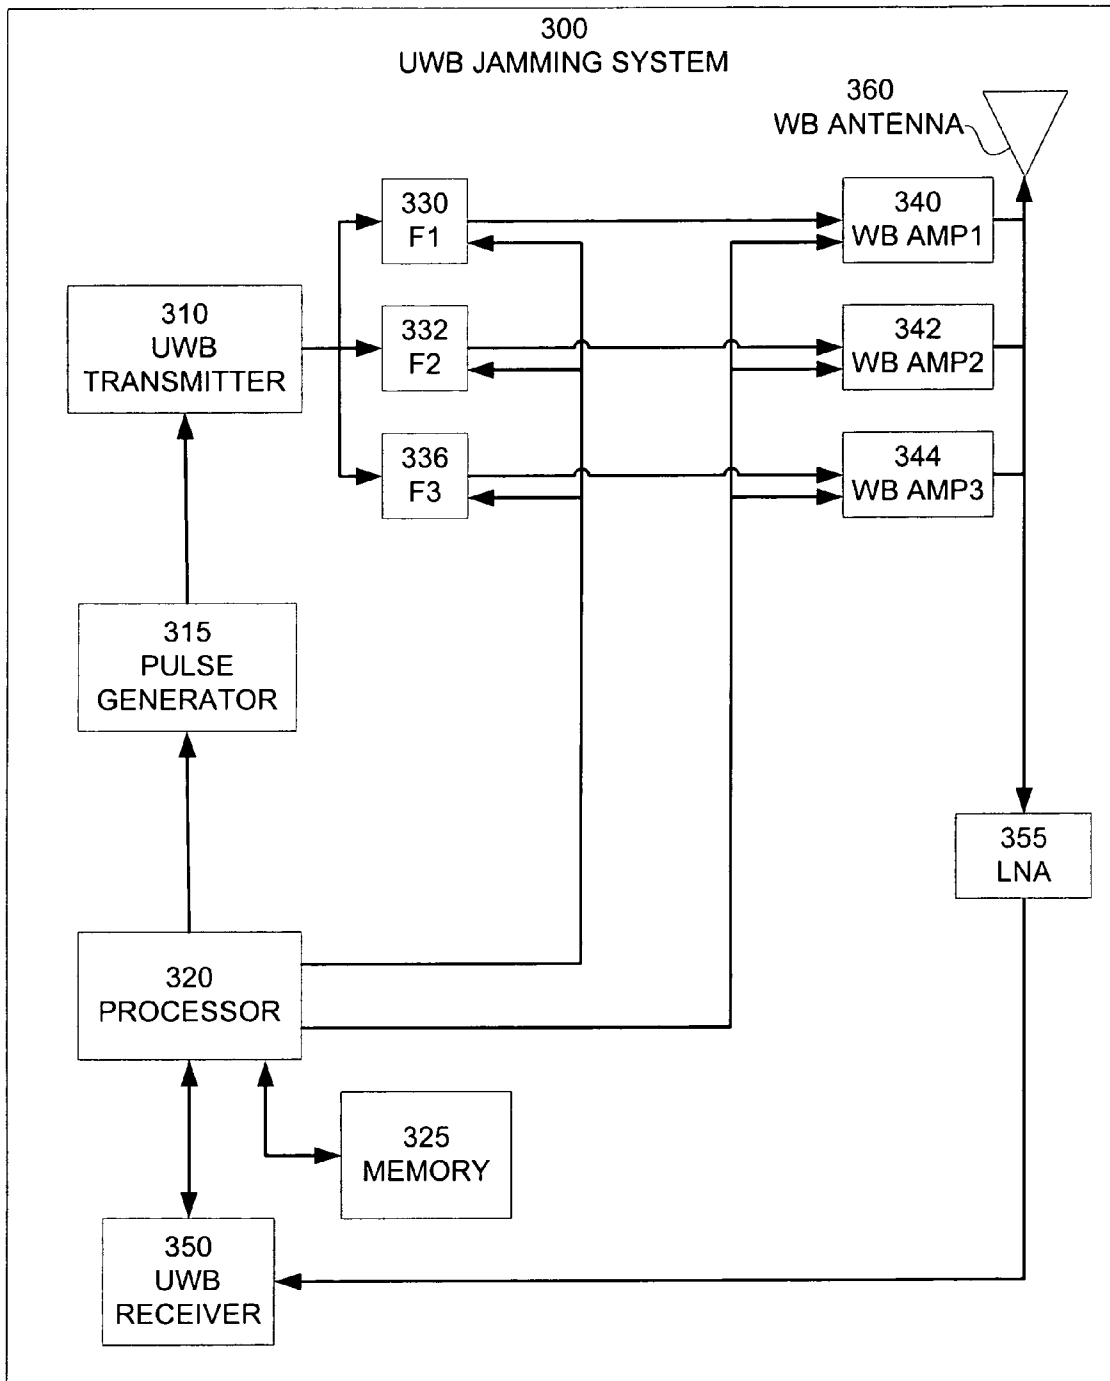 300
UWB JAMMING SYSTEM
360
WB ANTENNA
330
F1
340
WB AMP1
310
UWB
TRANSMITTER
332
F2
342
WB AMP2
336
F3
344
WB AMP3
315
PULSE
GENERATOR
355
LNA
320
PROCESSOR
325
MEMORY
350
UWB
RECEIVER